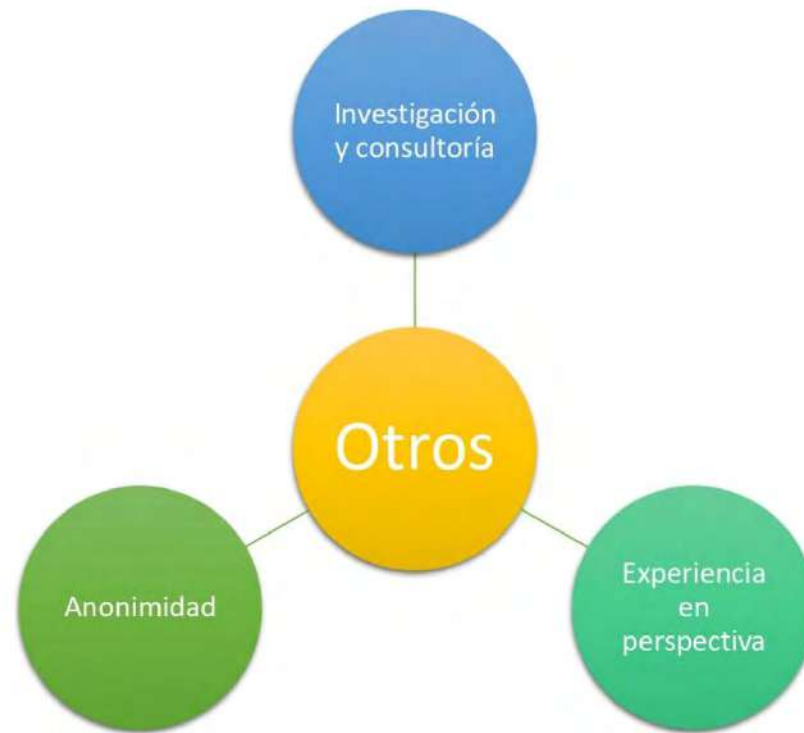 Investigación
y consultoría
Otros
Anonimidad
Experiencia
en
perspectiva